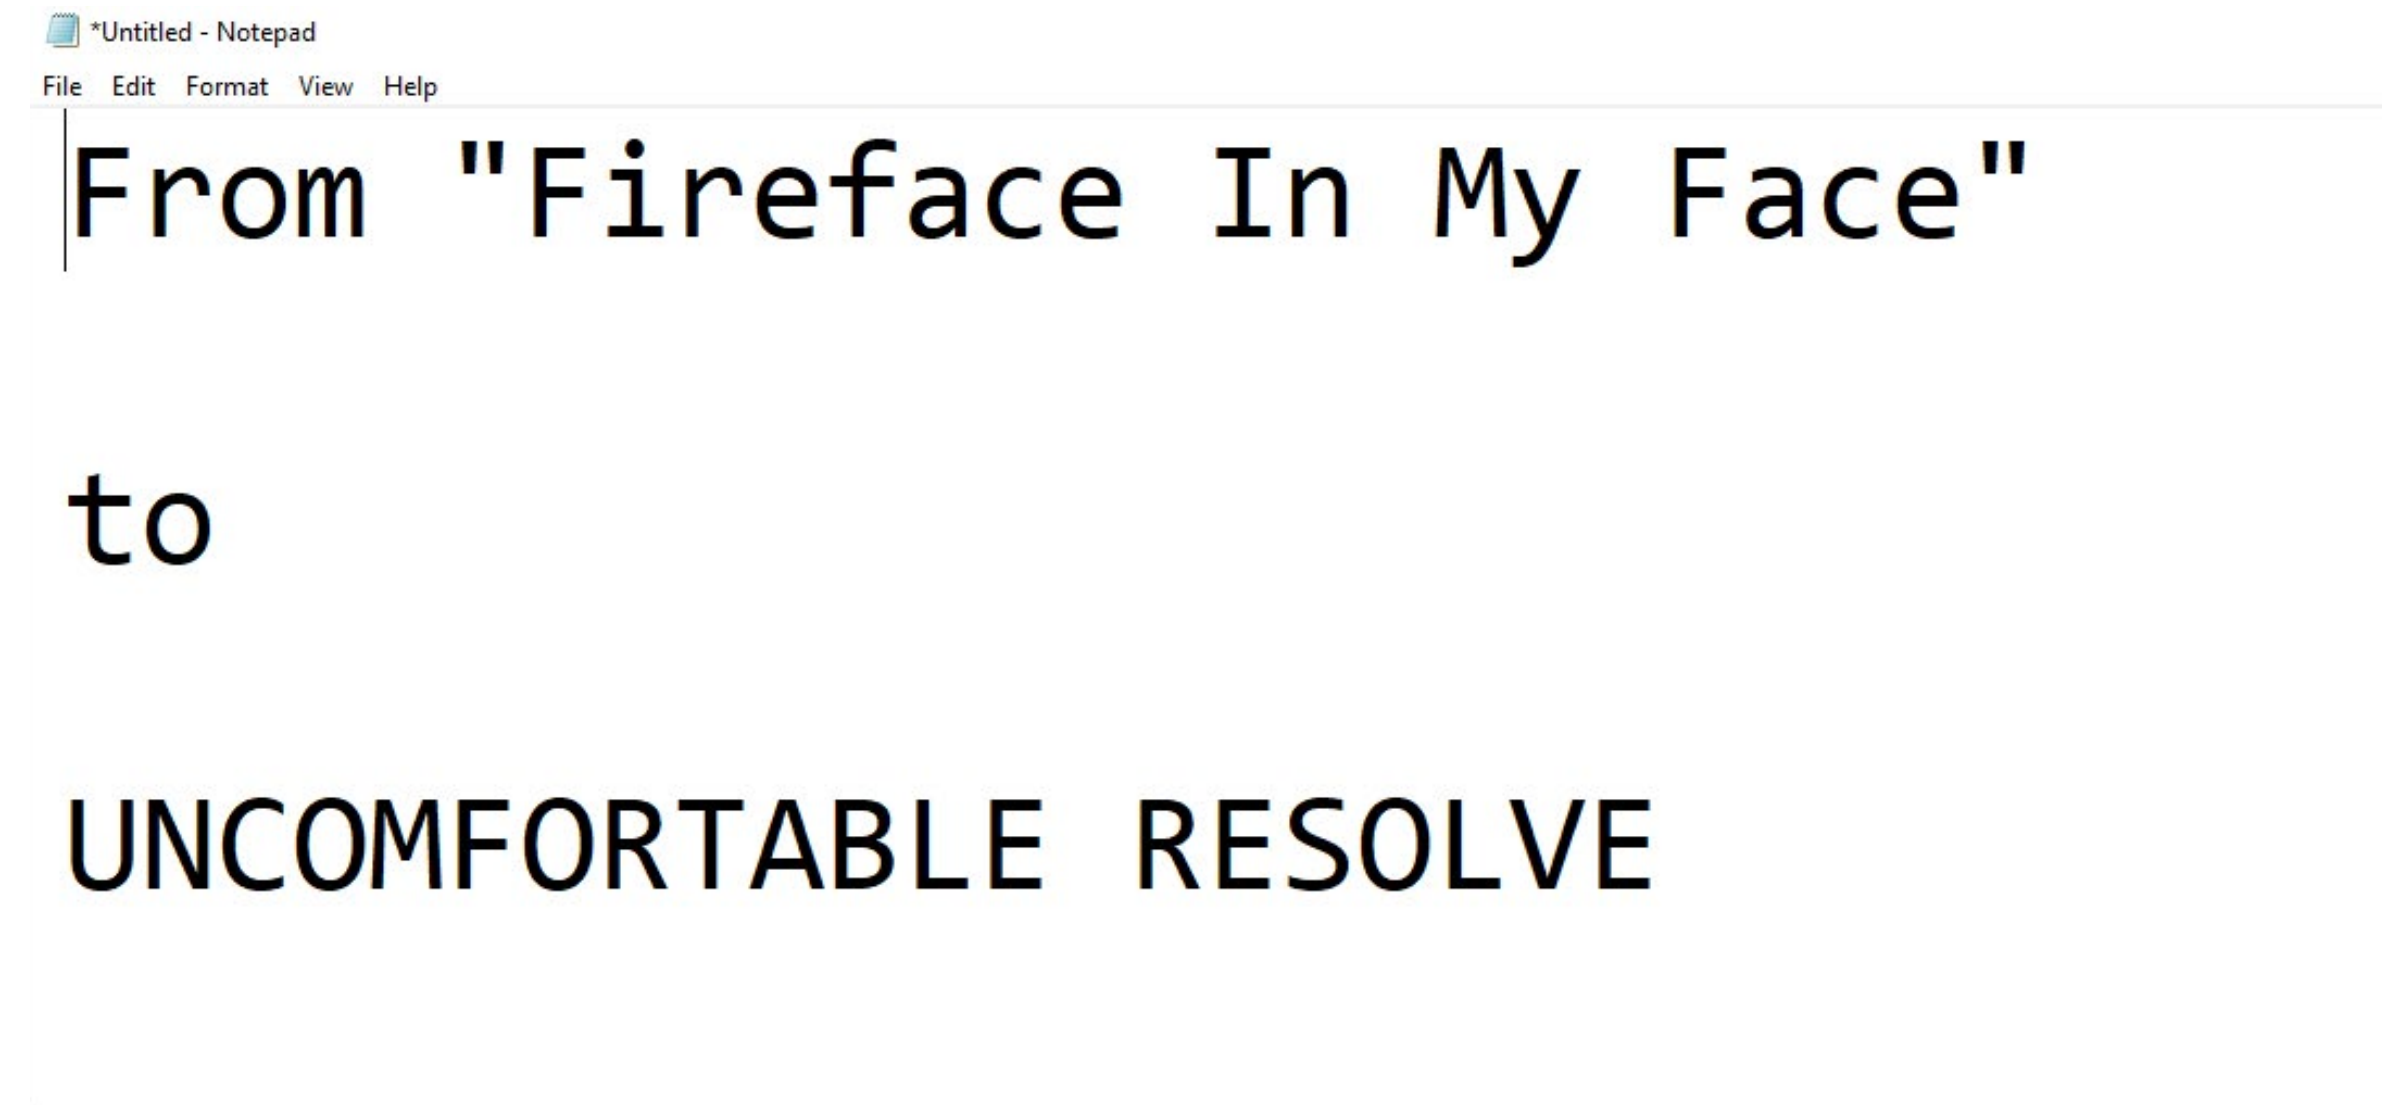 *Untitled - Notepad
File Edit Format View Help
From "Fireface In My Face"
to
UNCOMFORTABLE RESOLVE